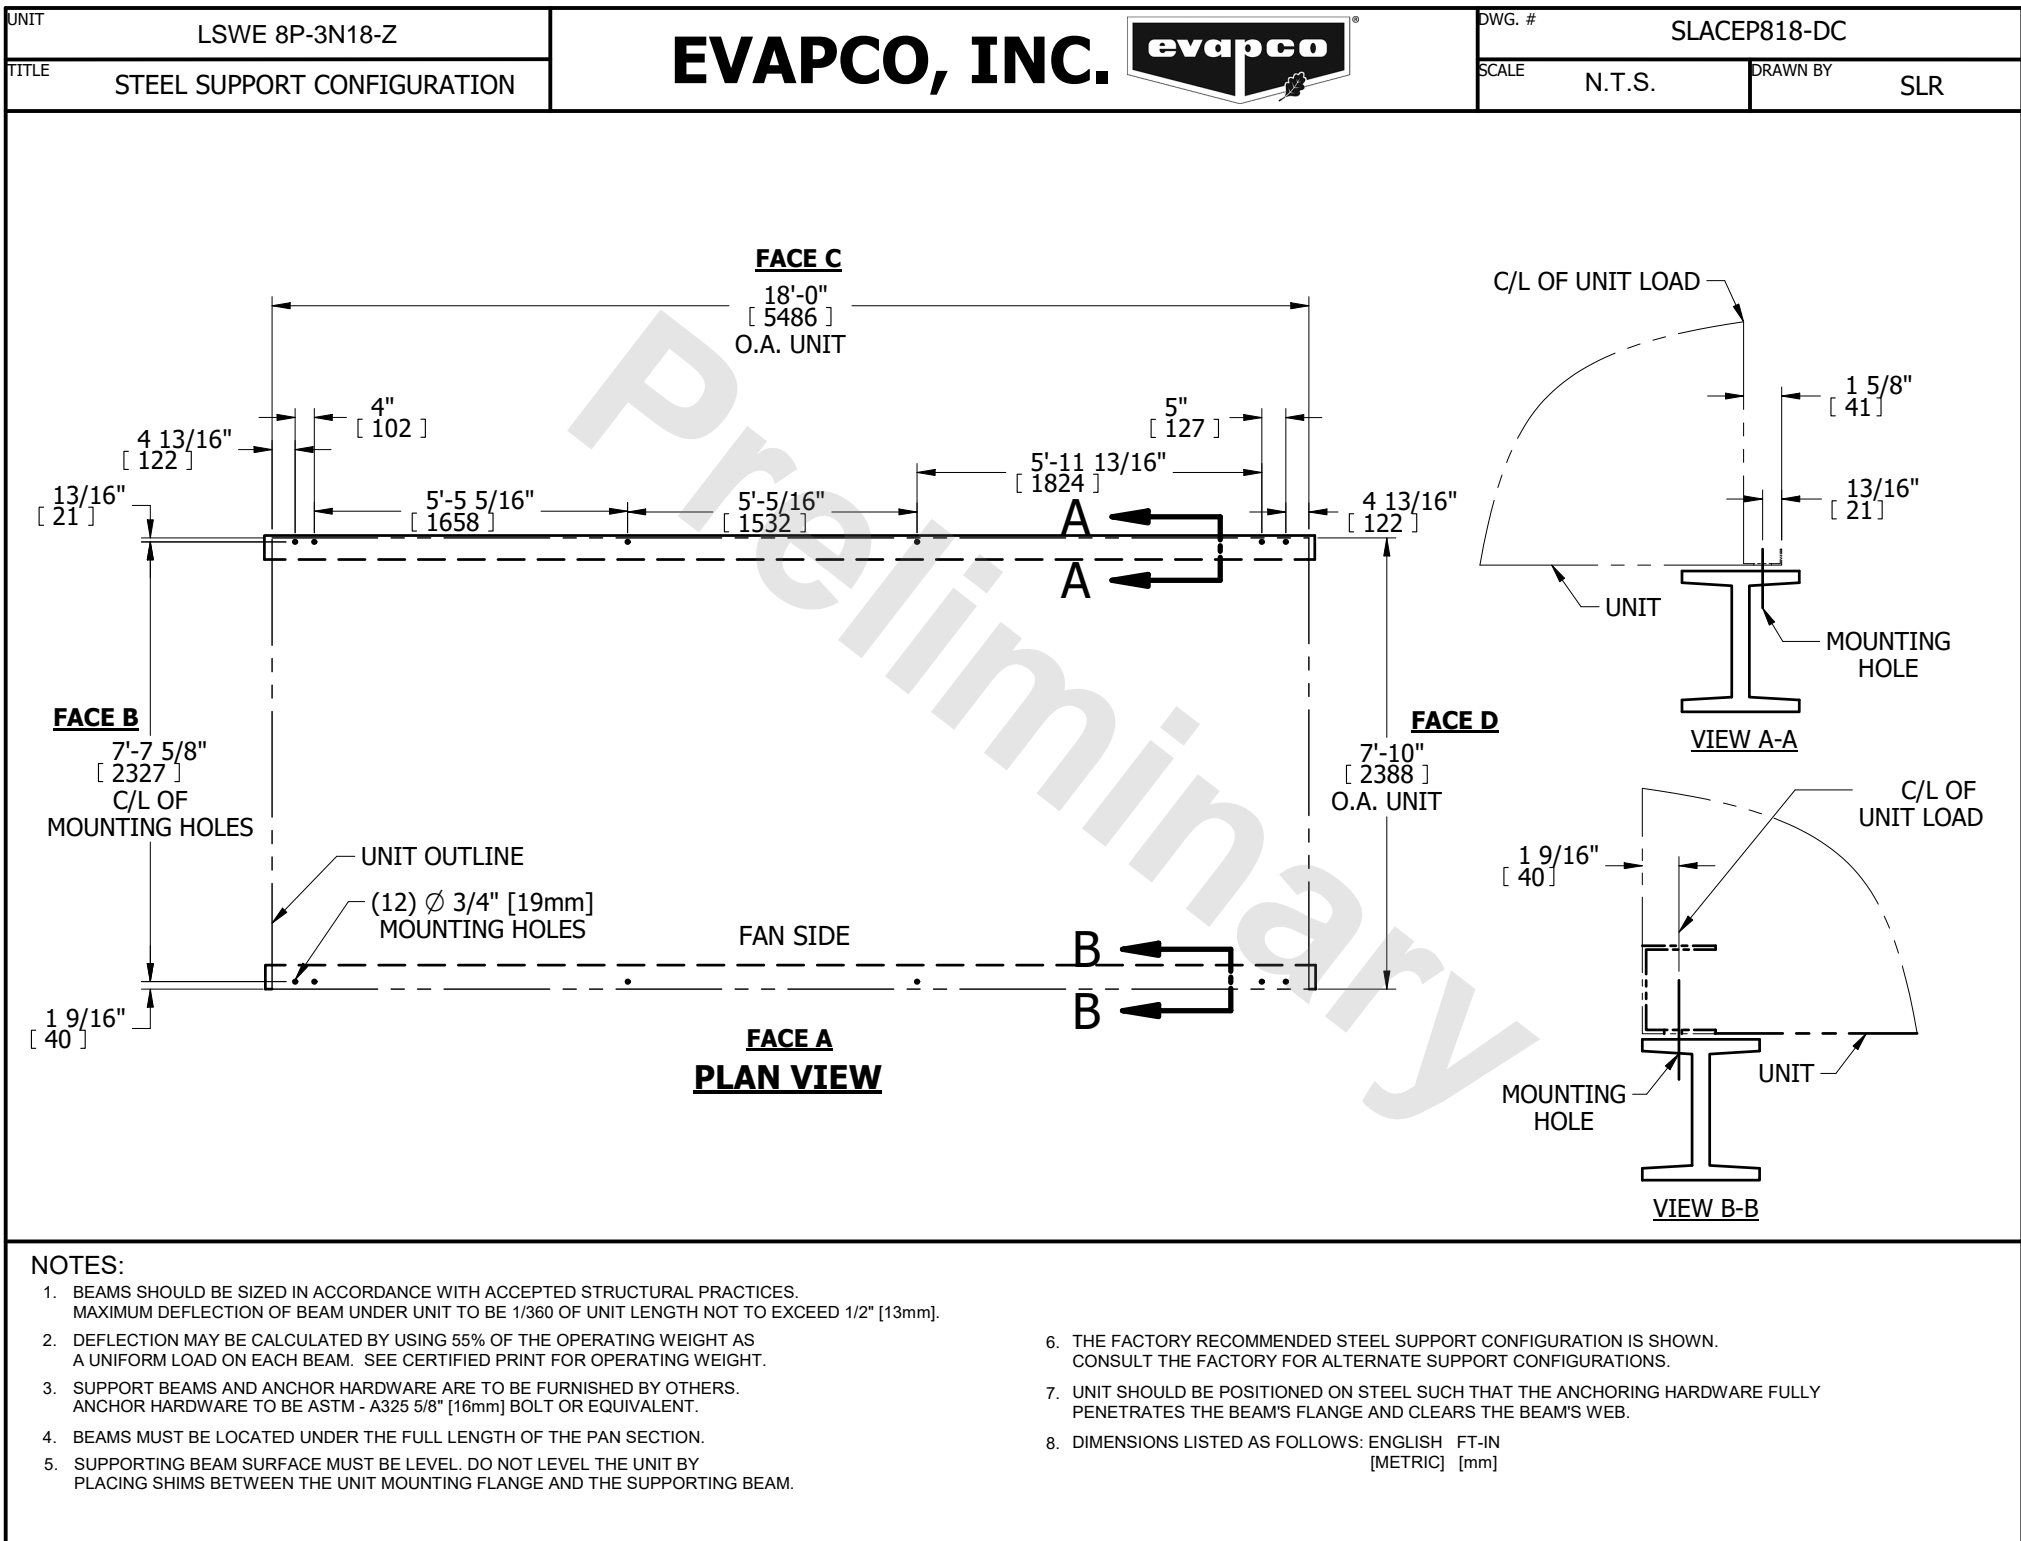 UNIT
LSWE 8P-3N18-Z
TITLE
STEEL SUPPORT CONFIGURATION
EVAPCO, INC.
evapco
®
DWG. #
SLACEP818-DC
SCALE
N.T.S.
DRAWN BY
SLR
Preliminary
FACE C
18'-0"
[ 5486 ]
O.A. UNIT
4"
[ 102 ]
4 13/16"
[ 122 ]
13/16"
[ 21 ]
5'-5 5/16"
[ 1658 ]
5'-5/16"
[ 1532 ]
5'-11 13/16"
[ 1824 ]
5"
[ 127 ]
4 13/16"
[ 122 ]
A
A
FACE B
7'-7 5/8"
[ 2327 ]
C/L OF
MOUNTING HOLES
FACE D
7'-10"
[ 2388 ]
O.A. UNIT
UNIT OUTLINE
(12) Ø 3/4" [19mm]
MOUNTING HOLES
FAN SIDE
B
B
1 9/16"
[ 40 ]
FACE A
PLAN VIEW
C/L OF UNIT LOAD
1 5/8"
[ 41 ]
13/16"
[ 21 ]
UNIT
MOUNTING
HOLE
VIEW A-A
C/L OF
UNIT LOAD
1 9/16"
[ 40 ]
UNIT
MOUNTING
HOLE
VIEW B-B
NOTES:
1. BEAMS SHOULD BE SIZED IN ACCORDANCE WITH ACCEPTED STRUCTURAL PRACTICES.
MAXIMUM DEFLECTION OF BEAM UNDER UNIT TO BE 1/360 OF UNIT LENGTH NOT TO EXCEED 1/2" [13mm].
2. DEFLECTION MAY BE CALCULATED BY USING 55% OF THE OPERATING WEIGHT AS
A UNIFORM LOAD ON EACH BEAM. SEE CERTIFIED PRINT FOR OPERATING WEIGHT.
3. SUPPORT BEAMS AND ANCHOR HARDWARE ARE TO BE FURNISHED BY OTHERS.
ANCHOR HARDWARE TO BE ASTM - A325 5/8" [16mm] BOLT OR EQUIVALENT.
4. BEAMS MUST BE LOCATED UNDER THE FULL LENGTH OF THE PAN SECTION.
5. SUPPORTING BEAM SURFACE MUST BE LEVEL. DO NOT LEVEL THE UNIT BY
PLACING SHIMS BETWEEN THE UNIT MOUNTING FLANGE AND THE SUPPORTING BEAM.
6. THE FACTORY RECOMMENDED STEEL SUPPORT CONFIGURATION IS SHOWN.
CONSULT THE FACTORY FOR ALTERNATE SUPPORT CONFIGURATIONS.
7. UNIT SHOULD BE POSITIONED ON STEEL SUCH THAT THE ANCHORING HARDWARE FULLY
PENETRATES THE BEAM'S FLANGE AND CLEARS THE BEAM'S WEB.
8. DIMENSIONS LISTED AS FOLLOWS: ENGLISH FT-IN
[METRIC] [mm]